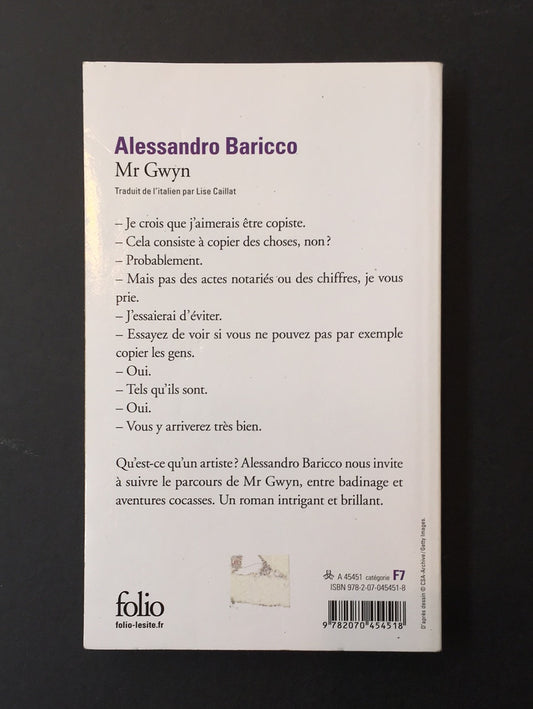 Alessandro Baricco
Mr Gwyn
Traduit de l'italien par Lise Caillat
– Je crois que j'aimerais être copiste.
– Cela consiste à copier des choses, non ?
– Probablement.
– Mais pas des actes notariés ou des chiffres, je vous
prie.
– J'essaierai d'éviter.
– Essayez de voir si vous ne pouvez pas par exemple
copier les gens.
– Oui.
– Tels qu'ils sont.
– Oui.
– Vous y arriverez très bien.
Qu'est-ce qu'un artiste ? Alessandro Baricco nous invite
à suivre le parcours de Mr Gwyn, entre badinage et
aventures cocasses. Un roman intrigant et brillant.
folio
folio-lesite.fr
A 45451 catégorie F7
ISBN 978-2-07-045451-8
9 782070 454518
D'après dessin © CSA-Archive / Getty Images.